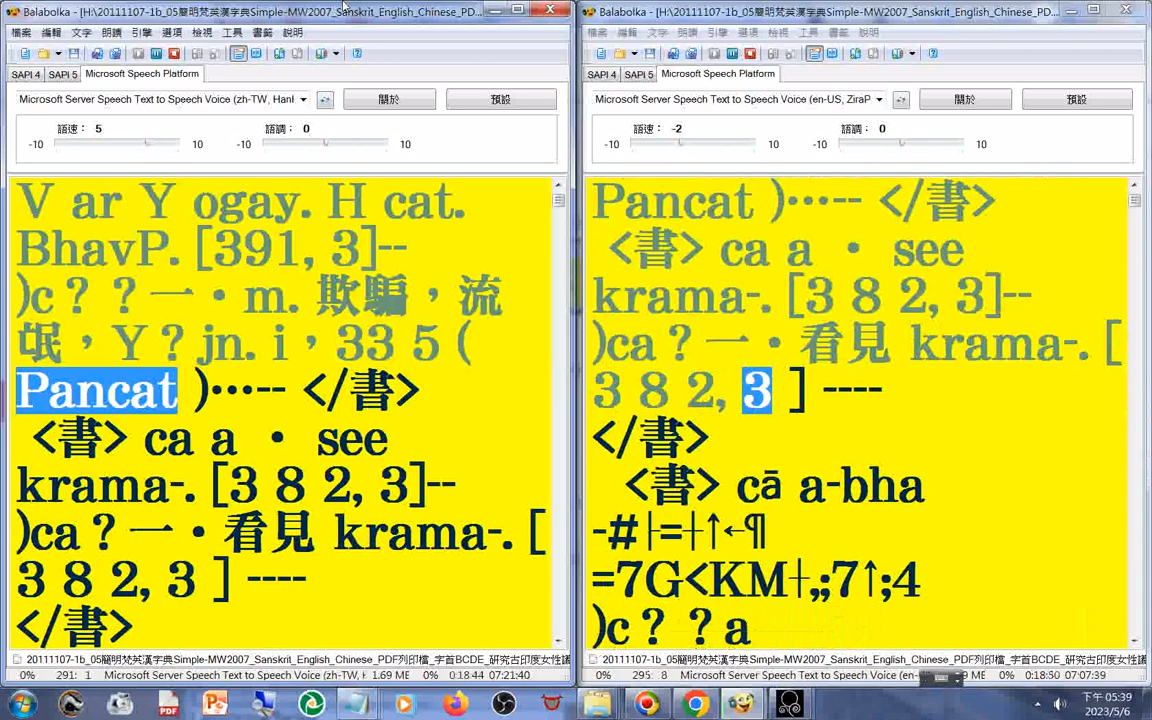 Balabolka - [H:\20111107-1b_05簡明梵英漢字典Simple-MW2007_Sanskrit_English_Chinese_PD...
檔案 編輯 文字 朗讀 引擎 選項 檢視 工具 書籤 說明
SAPI 4 SAPI 5 Microsoft Speech Platform
Microsoft Server Speech Text to Speech Voice (zh-TW, HanI
關於 預設
語速： 5 語調： 0
-10 10 -10 10
V ar Y ogay. H cat.
BhavP. [391, 3]--
)c？？一・m. 欺騙，流
氓，Y？jn. i，33 5 (
Pancat )…-- </書>
<書> ca a ・ see
krama-. [3 8 2, 3]--
)ca？一・看見 krama-. [
3 8 2, 3 ] ----
</書>
20111107-1b_05簡明梵英漢字典Simple-MW2007_Sanskrit_English_Chinese_PDF列印檔_字首BCDE_研究古印度女性議
0% 291: 1 Microsoft Server Speech Text to Speech Voice (zh-TW, H 1.69 MB 0% 0:18:44 07:21:40
Balabolka - [H:\20111107-1b_05簡明梵英漢字典Simple-MW2007_Sanskrit_English_Chinese_PD...
檔案 編輯 文字 朗讀 引擎 選項 檢視 工具 書籤 說明
SAPI 4 SAPI 5 Microsoft Speech Platform
Microsoft Server Speech Text to Speech Voice (en-US, ZiraP
關於 預設
語速： -2 語調： 0
-10 10 -10 10
Pancat )…-- </書>
<書> ca a ・ see
krama-. [3 8 2, 3]--
)ca？一・看見 krama-. [
3 8 2, 3 ] ----
</書>
<書> cā a-bha
-#├=┼↑←¶
=7G<KM┼,,;7↑;4
)c？？a
20111107-1b_05簡明梵英漢字典Simple-MW2007_Sanskrit_English_Chinese_PDF列印檔_字首BCDE_研究古印度女性議
0% 295: 8 Microsoft Server Speech Text to Speech Voice (en-US, 0% 0:18:50 07:07:39
下午 05:39
2023/5/6